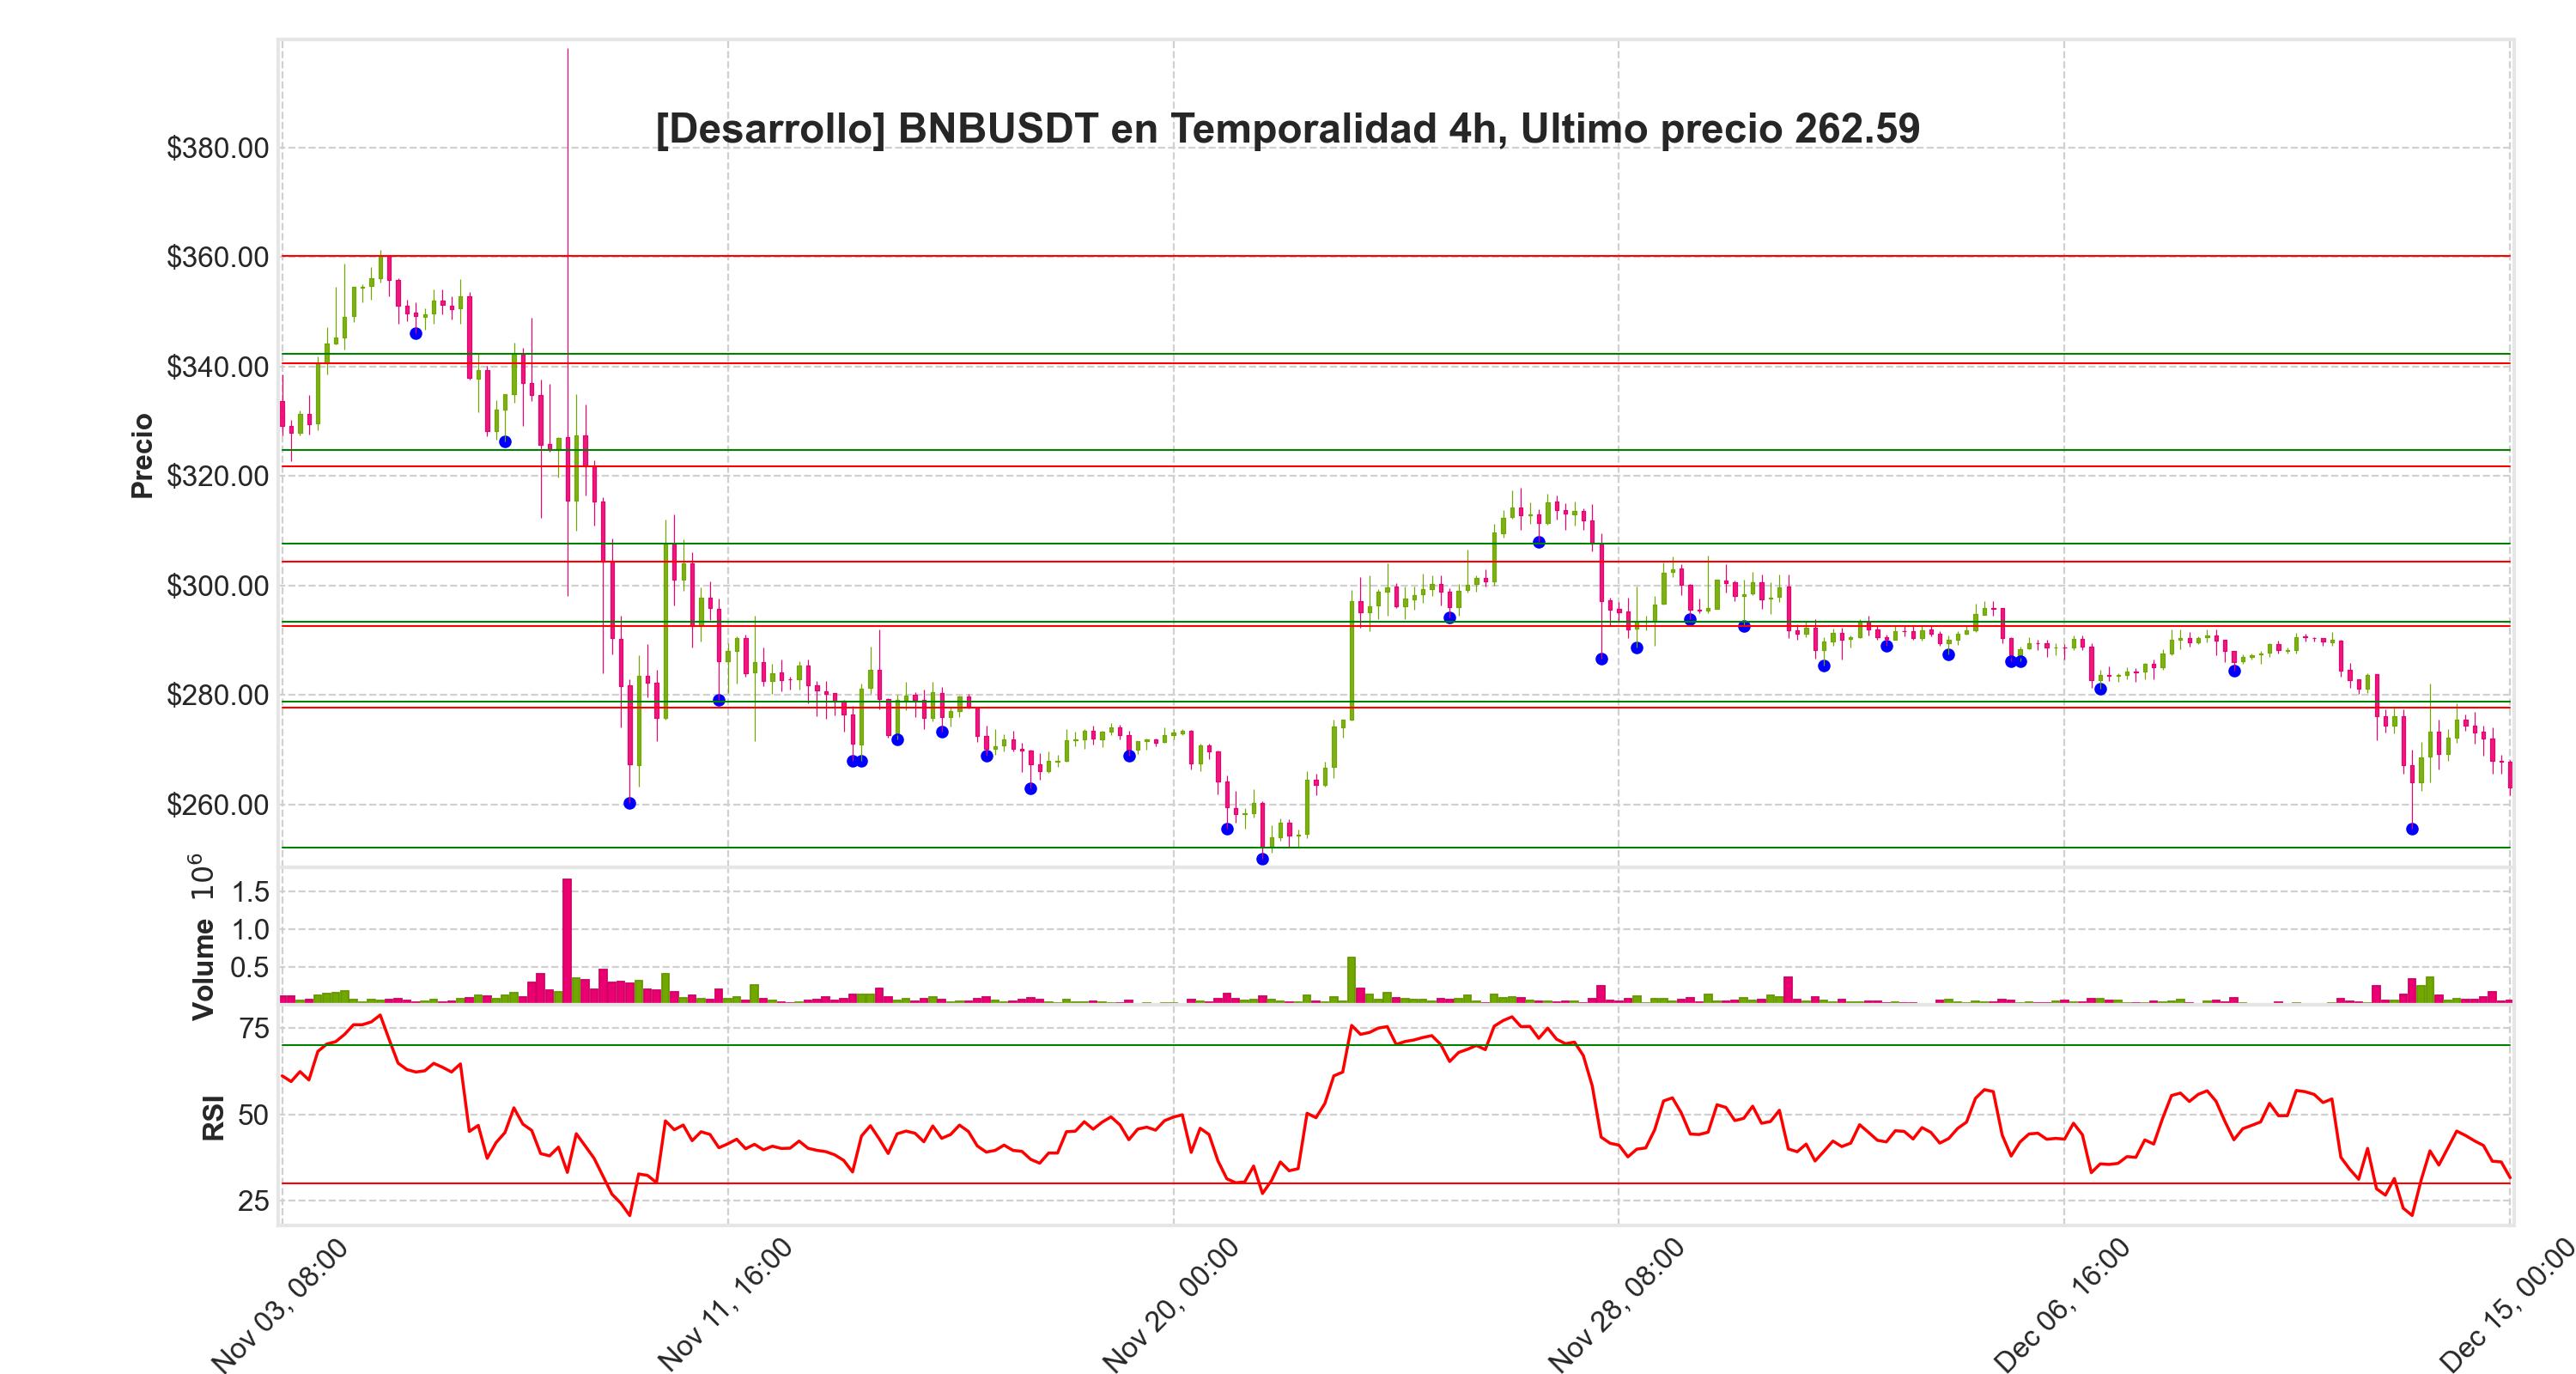 [Desarrollo] BNBUSDT en Temporalidad 4h, Ultimo precio 262.59
Precio
$380.00
$360.00
$340.00
$320.00
$300.00
$280.00
$260.00
Volume 10^6
1.5
1.0
0.5
RSI
75
50
25
Nov 03, 08:00
Nov 11, 16:00
Nov 20, 00:00
Nov 28, 08:00
Dec 06, 16:00
Dec 15, 00:00